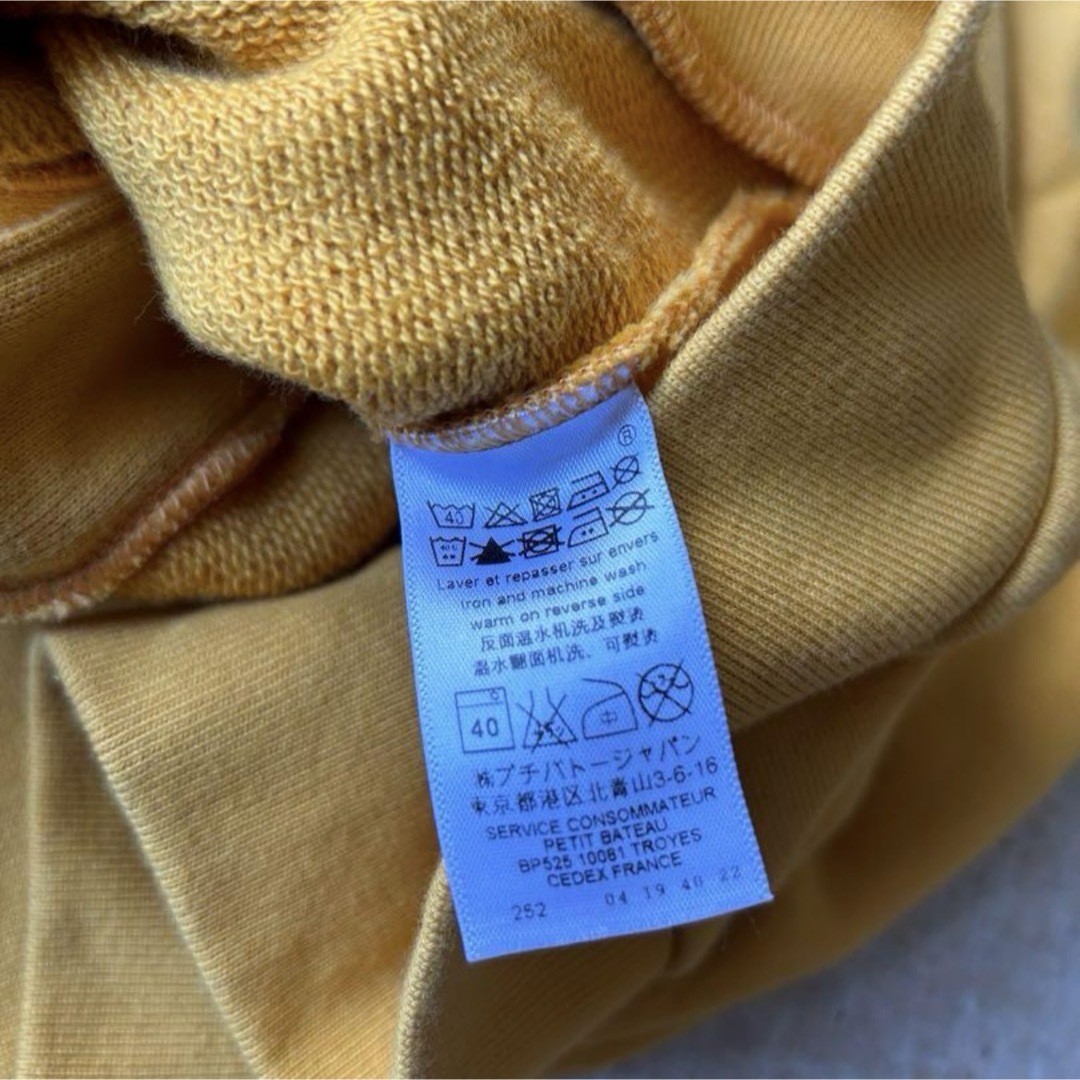 ®
40
40
Laver et repasser sur envers
Iron and machine wash
warm on reverse side
反面温水机洗及熨烫
温水翻面机洗、可熨烫
40
中
㈱プチバトージャパン
東京都港区北青山3-6-16
SERVICE CONSOMMATEUR
PETIT BATEAU
BP525 10081 TROYES
CEDEX FRANCE
252 04 19 40 22